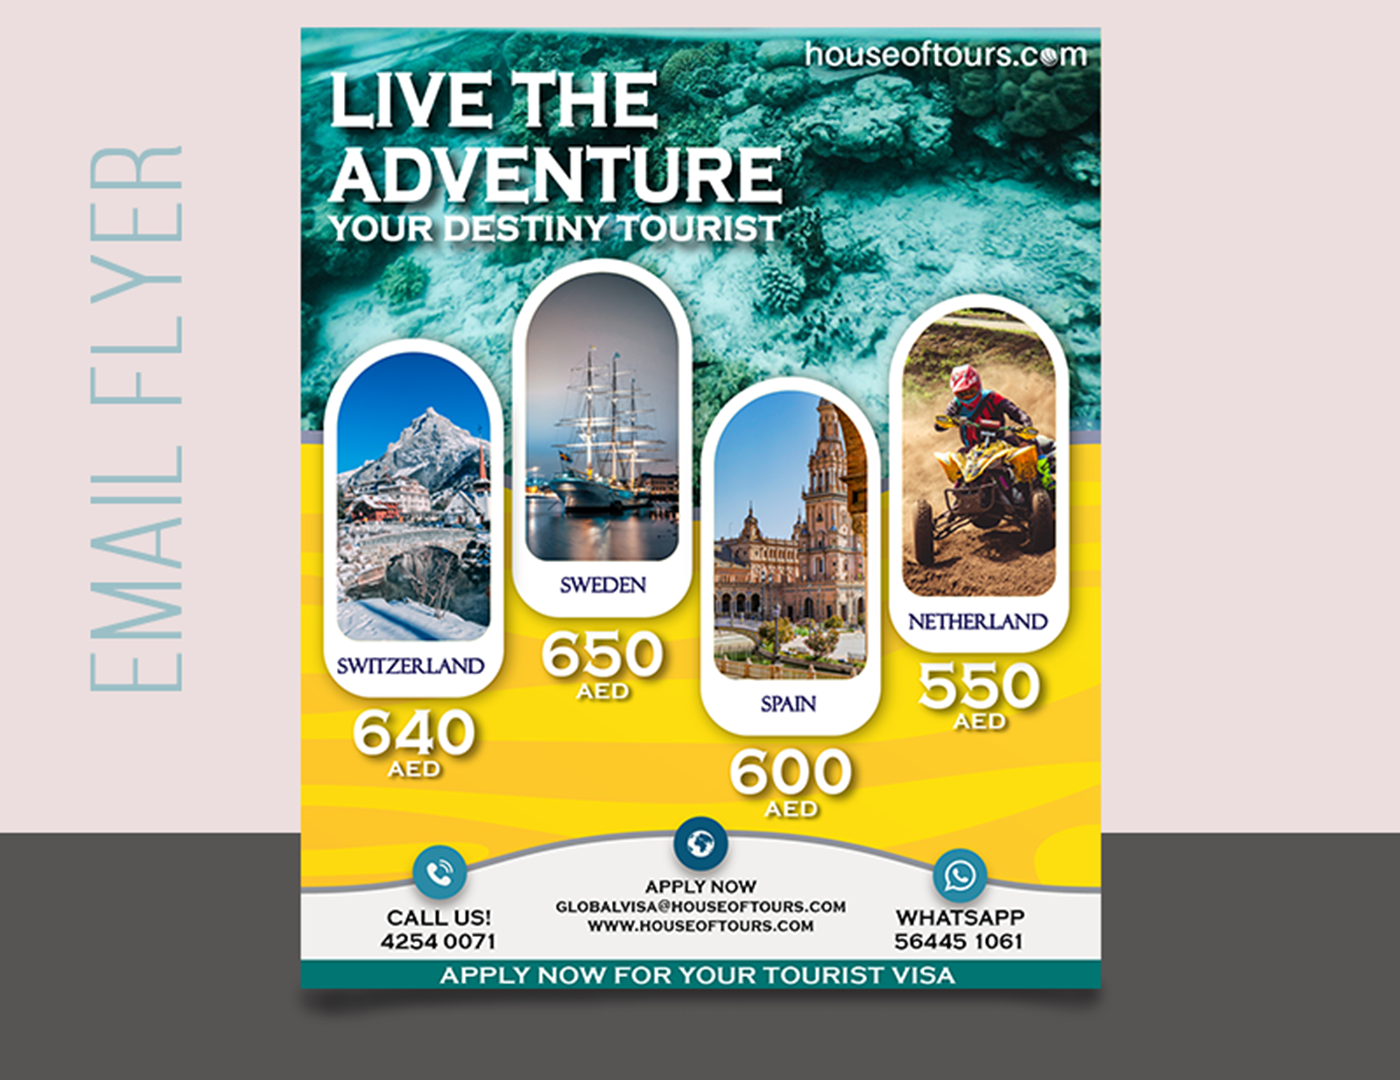 EMAIL FLYER
houseoftours.com
LIVE THE
ADVENTURE
YOUR DESTINY TOURIST
SWITZERLAND
640
AED
SWEDEN
650
AED
SPAIN
600
AED
NETHERLAND
550
AED
CALL US!
4254 0071
APPLY NOW
GLOBALVISA@HOUSEOFTOURS.COM
WWW.HOUSEOFTOURS.COM
WHATSAPP
56445 1061
APPLY NOW FOR YOUR TOURIST VISA